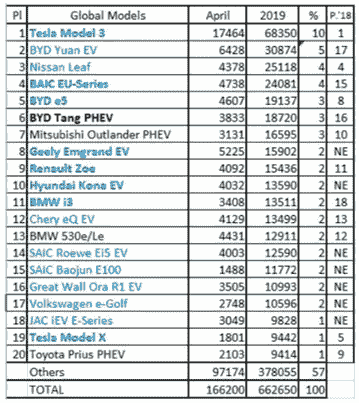 Pl Global Models April 2019 % P.'18
1 Tesla Model 3 17464 68350 10 1
2 BYD Yuan EV 6428 30874 5 17
3 Nissan Leaf 4378 25118 4 4
4 BAIC EU-Series 4738 24081 4 15
5 BYD e5 4607 19137 3 8
6 BYD Tang PHEV 3833 18720 3 16
7 Mitsubishi Outlander PHEV 3131 16595 3 10
8 Geely Emgrand EV 5225 15902 2 NE
9 Renault Zoe 4092 15436 2 11
10 Hyundai Kona EV 4032 13590 2 NE
11 BMW i3 3408 13511 2 18
12 Chery eQ EV 4129 13499 2 13
13 BMW 530e/Le 4431 12911 2 12
14 SAIC Roewe Ei5 EV 4003 12590 2 NE
15 SAIC Baojun E100 1488 11772 2 NE
16 Great Wall Ora R1 EV 3505 10993 2 NE
17 Volkswagen e-Golf 2748 10596 2 NE
18 JAC iEV E-Series 3049 9828 1 NE
19 Tesla Model X 1801 9442 1 5
20 Toyota Prius PHEV 2103 9414 1 9
Others 97174 378055 57
TOTAL 166200 662650 100